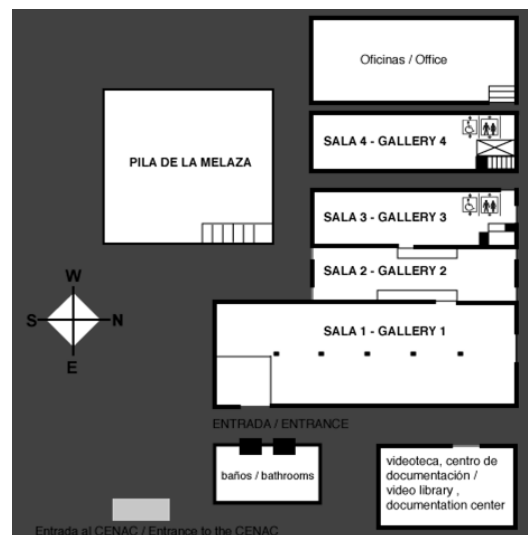 Oficinas / Office
SALA 4 - GALLERY 4
PILA DE LA MELAZA
SALA 3 - GALLERY 3
SALA 2 - GALLERY 2
W
S
N
E
SALA 1 - GALLERY 1
ENTRADA / ENTRANCE
baños / bathrooms
videoteca, centro de
documentación /
video library ,
documentation center
Entrada al CENAC / Entrance to the CENAC